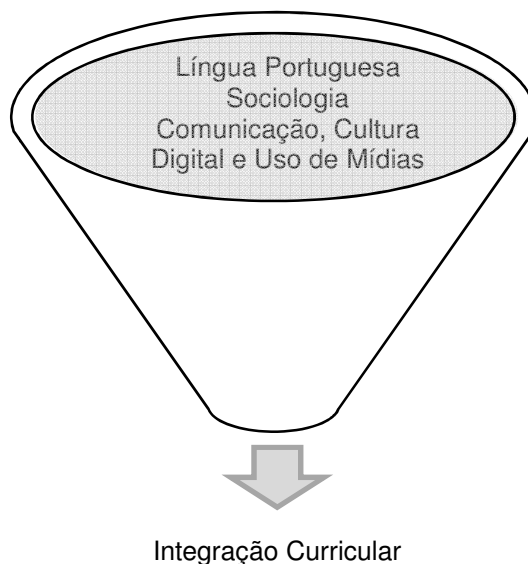 Língua Portuguesa
Sociologia
Comunicação, Cultura
Digital e Uso de Mídias
Integração Curricular